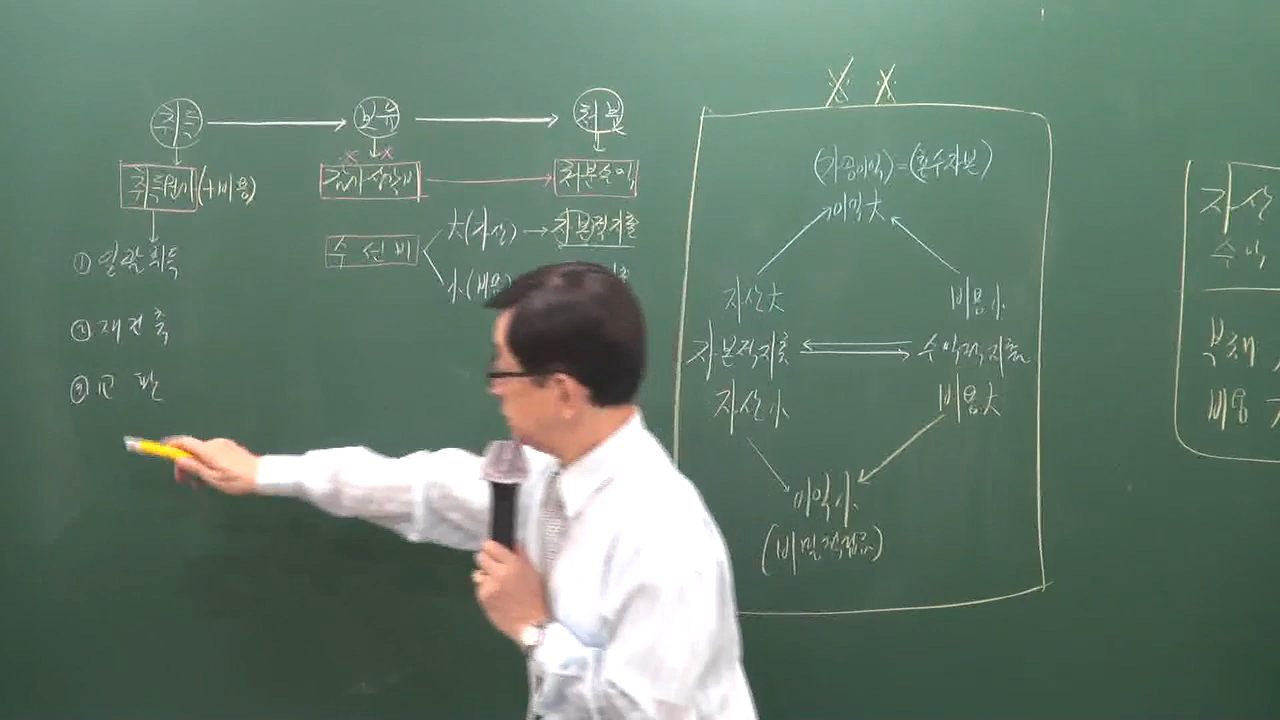 취득 → 보유 → 처분
취득원가 (+비용)
감가상각비 → 처분손익
수선비
大(자산) → 자본적지출
小(비용)
① 일괄취득
② 재건축
③ 교환
(가공이익) = (혼수자본)
이익大
자산大 비용小
자본적지출 수익적지출
자산小 비용大
이익小
(비밀적립금)
자산
수익
부채
비용